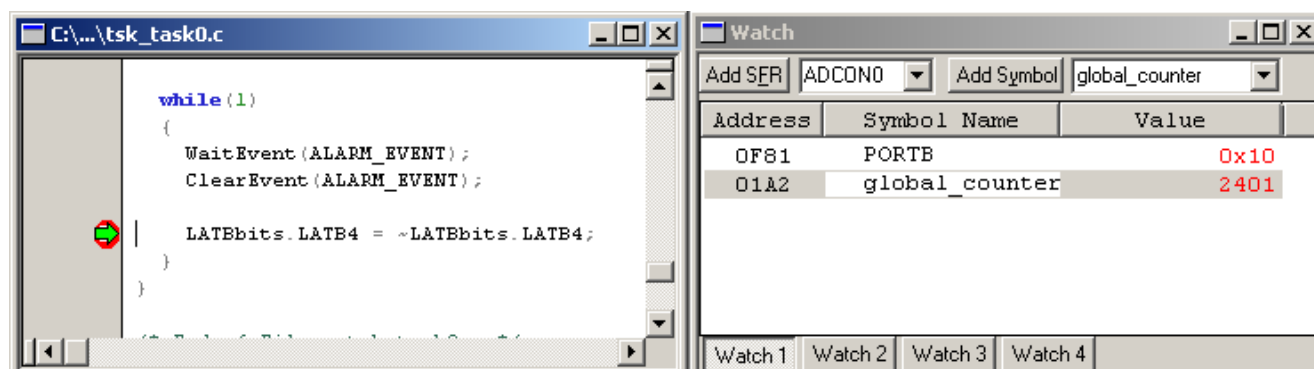 C:\...\tsk_task0.c
while(1)
{
WaitEvent(ALARM_EVENT);
ClearEvent(ALARM_EVENT);
LATBbits.LATB4 = ~LATBbits.LATB4;
}
}
Watch
Add SFR ADCON0 Add Symbol global_counter
Address Symbol Name Value
0F81 PORTB 0x10
01A2 global_counter 2401
Watch 1 Watch 2 Watch 3 Watch 4